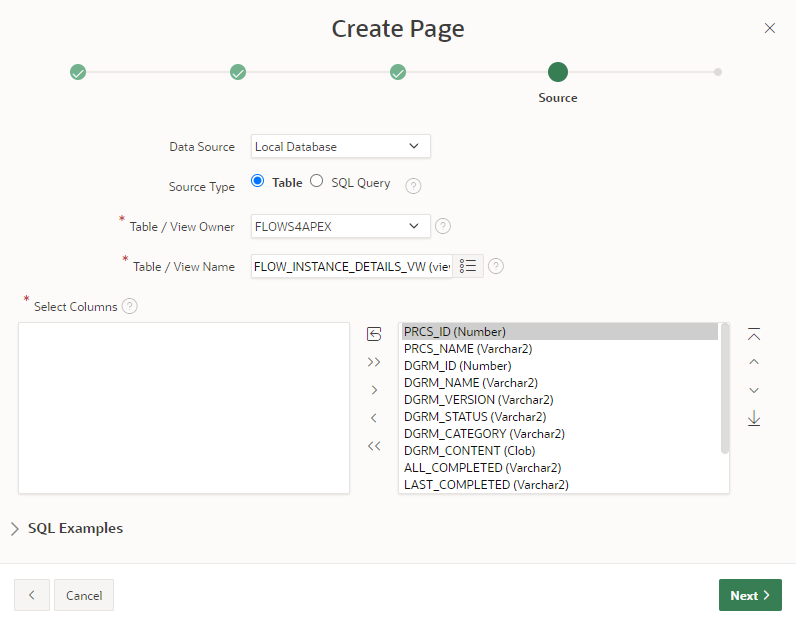 Create Page
Source
Data Source Local Database
Source Type Table SQL Query ?
* Table / View Owner FLOWS4APEX ?
* Table / View Name FLOW_INSTANCE_DETAILS_VW (view ?
* Select Columns ?
PRCS_ID (Number)
PRCS_NAME (Varchar2)
DGRM_ID (Number)
DGRM_NAME (Varchar2)
DGRM_VERSION (Varchar2)
DGRM_STATUS (Varchar2)
DGRM_CATEGORY (Varchar2)
DGRM_CONTENT (Clob)
ALL_COMPLETED (Varchar2)
LAST_COMPLETED (Varchar2)
SQL Examples
Cancel Next